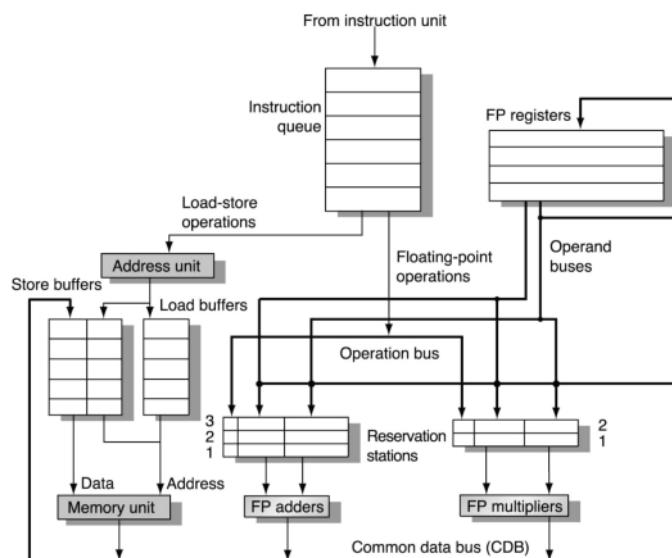 From instruction unit
Instruction
queue
FP registers
Load-store
operations
Address unit
Floating-point
operations
Operand
buses
Store buffers
Load buffers
Operation bus
3
2
1
Reservation
stations
2
1
Data
Address
Memory unit
FP adders
FP multipliers
Common data bus (CDB)